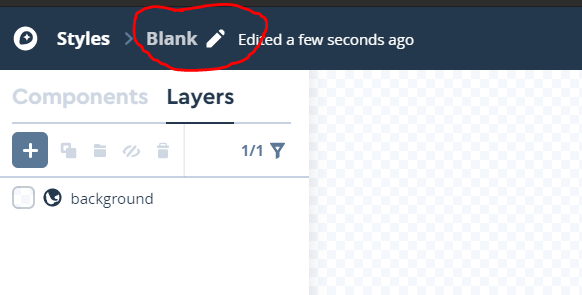 Styles > Blank Edited a few seconds ago
Components Layers
1/1
background